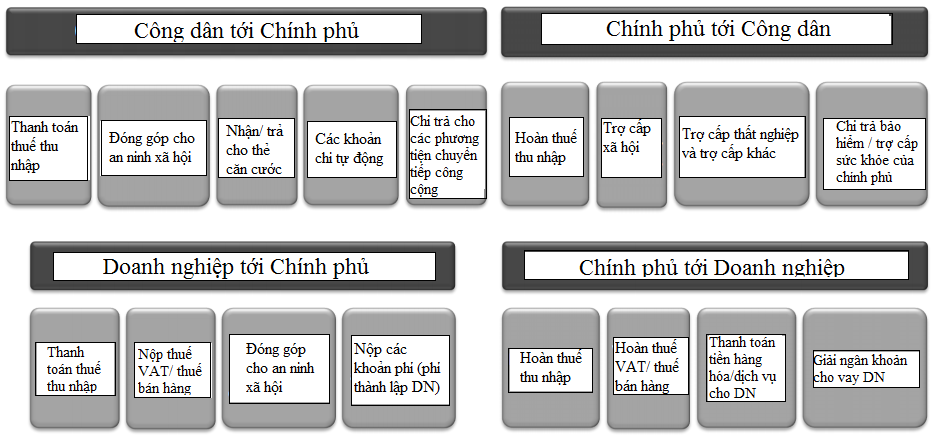 Công dân tới Chính phủ
Thanh toán
thuế thu
nhập
Đóng góp cho
an ninh xã hội
Nhận/ trả
cho thẻ
căn cước
Các khoản
chi tự động
Chi trả cho
các phương
tiện chuyển
tiếp công
cộng
Chính phủ tới Công dân
Hoàn thuế
thu nhập
Trợ cấp
xã hội
Trợ cấp thất nghiệp
và trợ cấp khác
Chi trả bảo
hiểm / trợ cấp
sức khỏe của
chính phủ
Doanh nghiệp tới Chính phủ
Thanh
toán thuế
thu nhập
Nộp thuế
VAT/ thuế
bán hàng
Đóng góp
cho an ninh
xã hội
Nộp các
khoản phí (phí
thành lập DN)
Chính phủ tới Doanh nghiệp
Hoàn thuế
thu nhập
Hoàn thuế
VAT/ thuế
bán hàng
Thanh toán
tiền hàng
hóa/dịch vụ
cho DN
Giải ngân khoản
cho vay DN